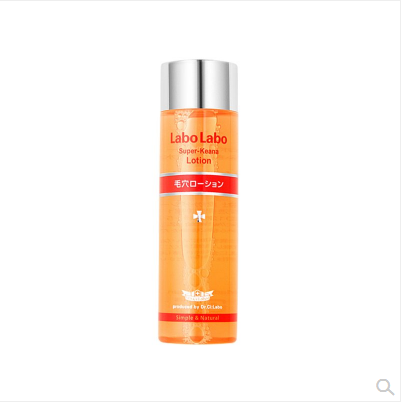 Labo Labo
Super-Keana
Lotion
毛穴ローション
produced by Dr.Ci:Labo
Simple & Natural